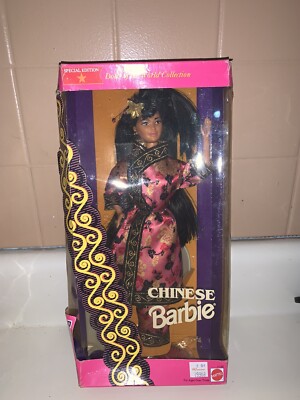 SPECIAL EDITION
Dolls of the World Collection
CHINESE
Barbie